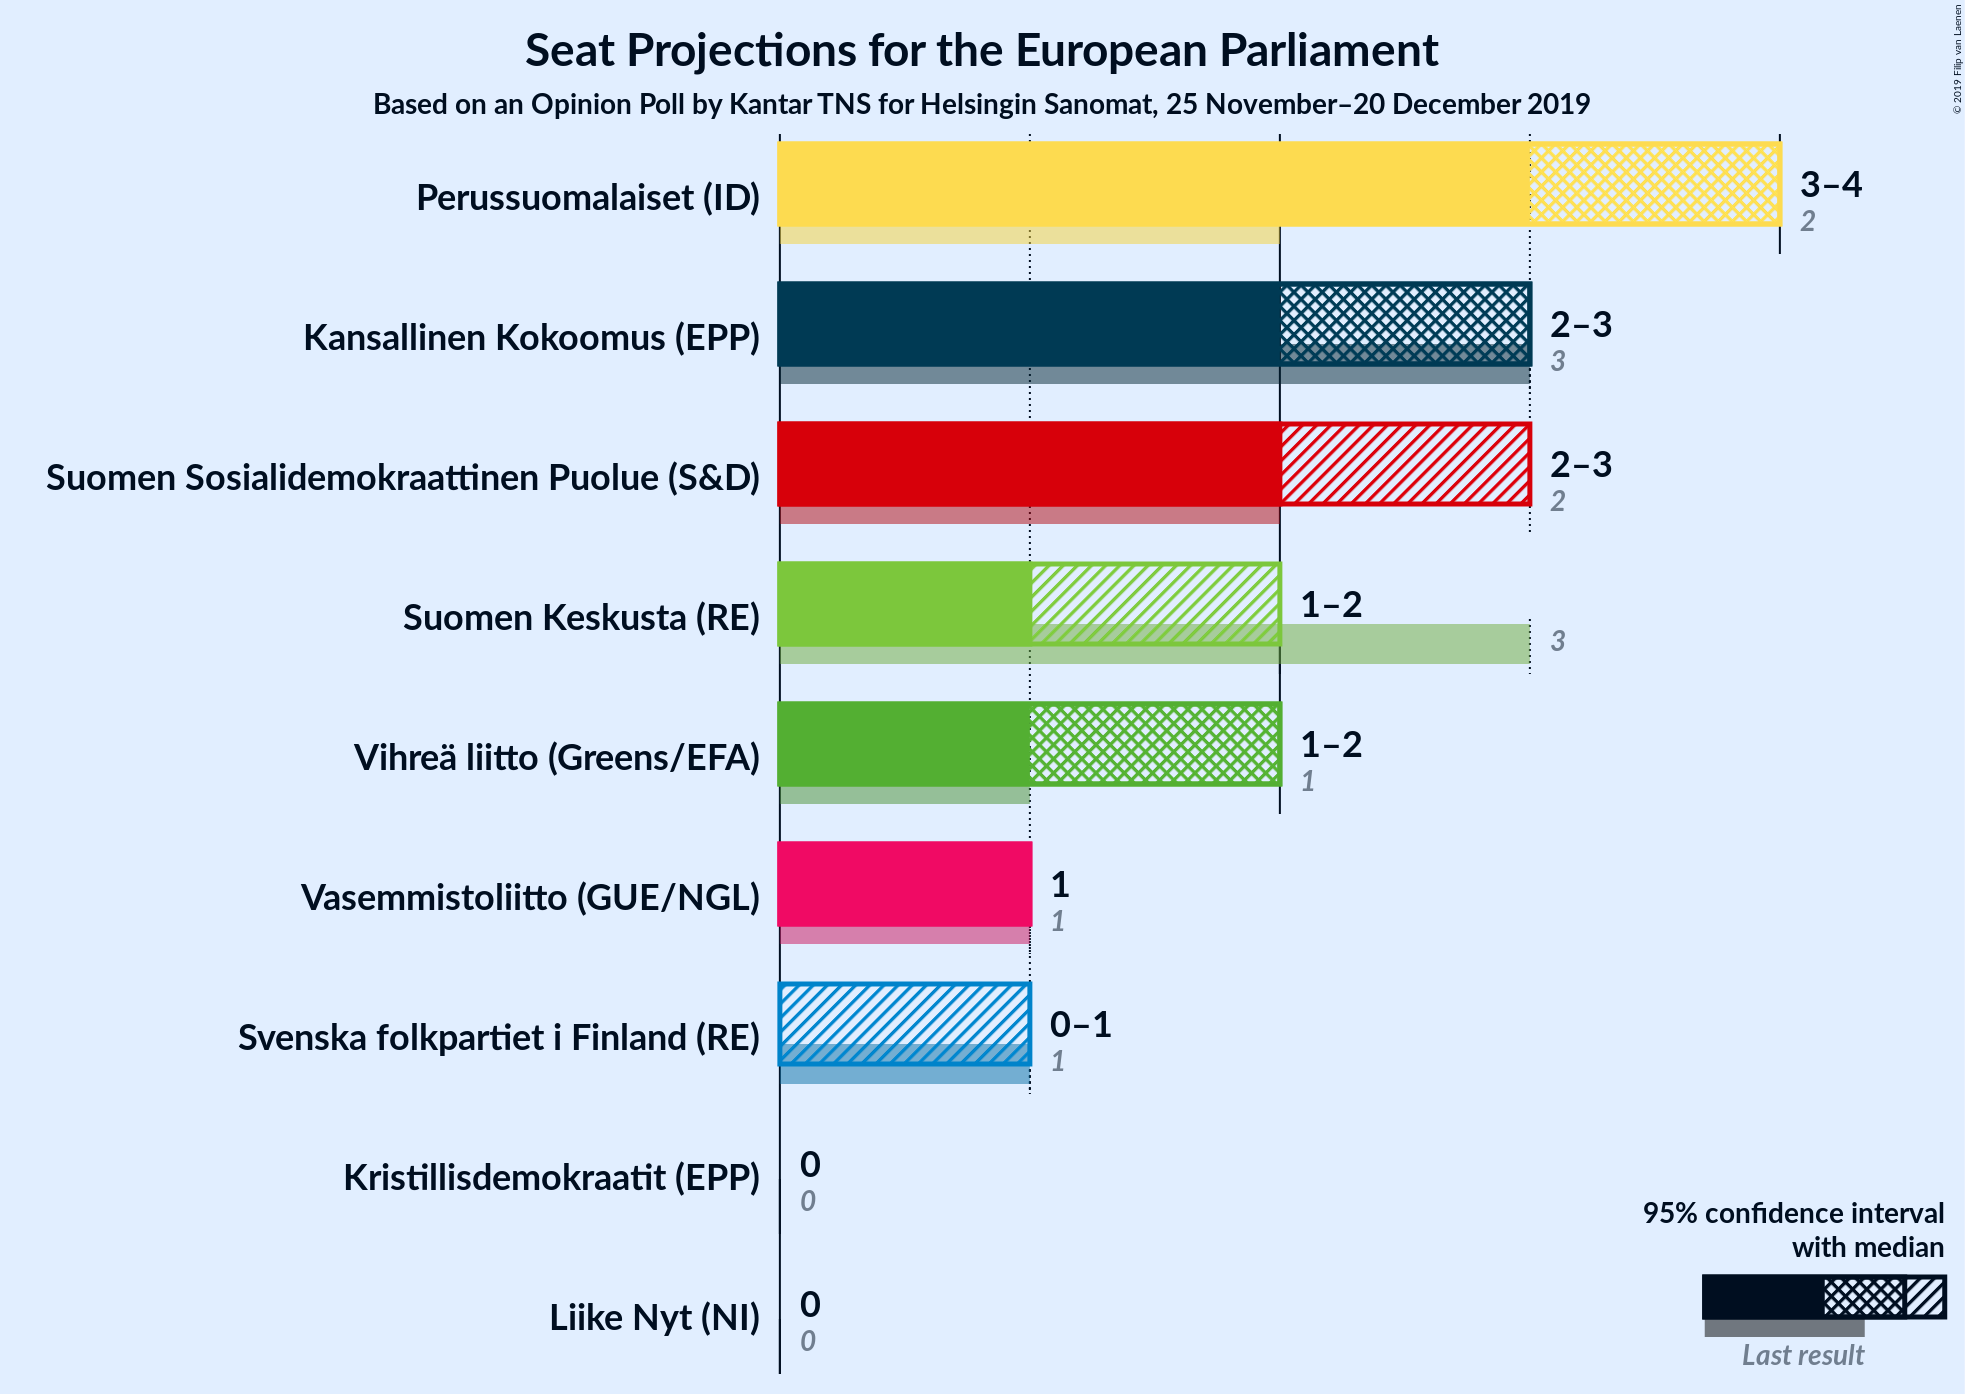 Seat Projections for the European Parliament
Based on an Opinion Poll by Kantar TNS for Helsingin Sanomat, 25 November–20 December 2019
© 2019 Filip van Laenen
Perussuomalaiset (ID)
3–4
2
Kansallinen Kokoomus (EPP)
2–3
3
Suomen Sosialidemokraattinen Puolue (S&D)
2–3
2
Suomen Keskusta (RE)
1–2
3
Vihreä liitto (Greens/EFA)
1–2
1
Vasemmistoliitto (GUE/NGL)
1
1
Svenska folkpartiet i Finland (RE)
0–1
1
Kristillisdemokraatit (EPP)
0
0
Liike Nyt (NI)
0
0
95% confidence interval
with median
Last result